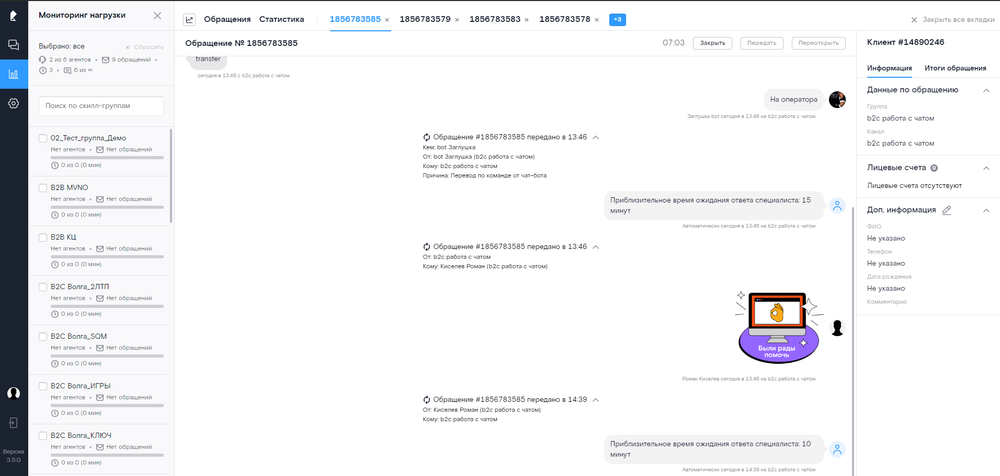 Мониторинг нагрузки
Выбрано: все
Сбросить
2 из 6 агентов • 9 обращений •
3 • 6 из ∞
Поиск по скилл-группам
02_Тест_группа_Демо
Нет агентов • Нет обращений
0 из 0 (0 мин)
B2B MVNO
Нет агентов • Нет обращений
0 из 0 (0 мин)
B2B КЦ
Нет агентов • Нет обращений
0 из 0 (0 мин)
B2C Волга_2ЛТП
Нет агентов • Нет обращений
0 из 0 (0 мин)
B2C Волга_SQM
Нет агентов • Нет обращений
0 из 0 (0 мин)
B2C Волга_ИГРЫ
Нет агентов • Нет обращений
0 из 0 (0 мин)
B2C Волга_КЛЮЧ
Нет агентов • Нет обращений
0 из 0 (0 мин)
Версия
3.5.0
Обращения Статистика 1856783585 1856783579 1856783583 1856783578 +3
Закрыть все вкладки
Обращение № 1856783585
07:03 Закрыть Передать Переоткрыть
transfer
сегодня в 13:46 с b2c работа с чатом
На оператора
Заглушка bot сегодня в 13:46 на b2c работа с чатом
Обращение #1856783585 передано в 13:46
Кем: bot Заглушка
От: bot Заглушка (b2c работа с чатом)
Кому: b2c работа с чатом
Причина: Перевод по команде от чат-бота
Приблизительное время ожидания ответа специалиста: 15
минут
Автоматически сегодня в 13:46 на b2c работа с чатом
Обращение #1856783585 передано в 13:46
От: b2c работа с чатом
Кому: Киселев Роман (b2c работа с чатом)
Были рады
помочь
Роман Киселев сегодня в 13:46 на b2c работа с чатом
Обращение #1856783585 передано в 14:39
От: Киселев Роман (b2c работа с чатом)
Кому: b2c работа с чатом
Приблизительное время ожидания ответа специалиста: 10
минут
Автоматически сегодня в 14:39 на b2c работа с чатом
Клиент #14890246
Информация Итоги обращения
Данные по обращению
Группа
b2c работа с чатом
Канал
b2c работа с чатом
Лицевые счета 0
Лицевые счета отсутствуют
Доп. информация
ФИО
Не указано
Телефон
Не указано
Дата рождения
Не указано
Комментарий